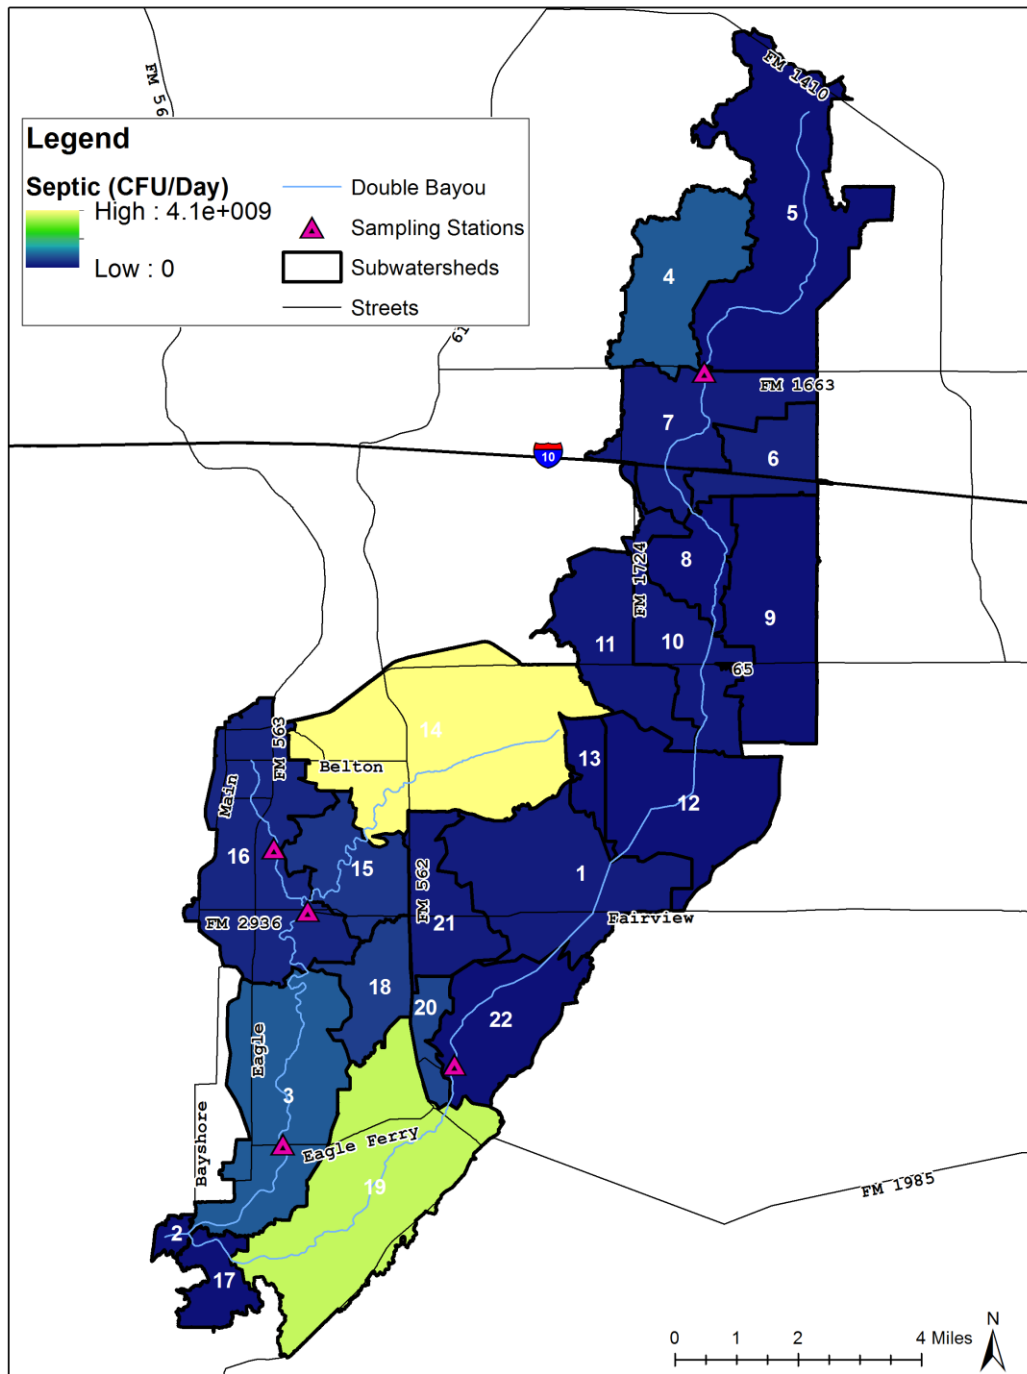 FM 1410
FM 56
Legend
Septic (CFU/Day)
High : 4.1e+009
Low : 0
Double Bayou
Sampling Stations
Subwatersheds
Streets
5
4
61
FM 1663
7
10
6
8
FM 1724
9
11
10
65
14
FM 563
Belton
13
Main
12
16
15
1
FM 562
FM 2936
21
Fairview
18
20
22
Eagle
3
Bayshore
Eagle Ferry
19
FM 1985
2
17
N
0 1 2 4 Miles